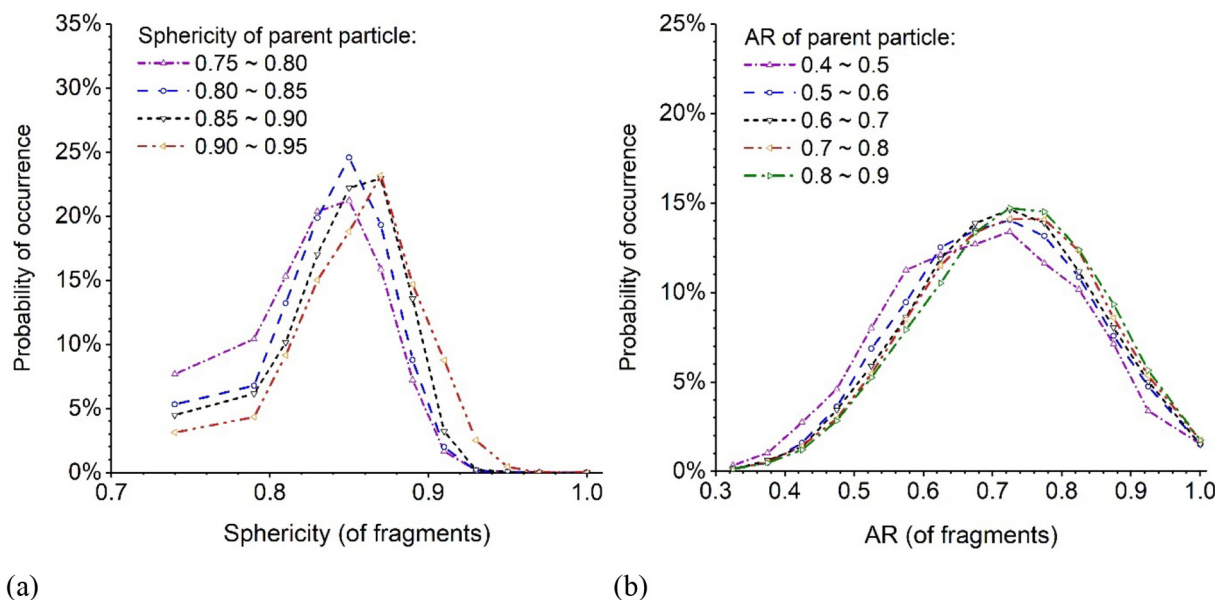 35%
30%
25%
20%
15%
10%
5%
0%
Probability of occurrence
Sphericity of parent particle:
0.75 ~ 0.80
0.80 ~ 0.85
0.85 ~ 0.90
0.90 ~ 0.95
0.7
0.8
0.9
1.0
Sphericity (of fragments)
(a)
25%
20%
15%
10%
5%
0%
Probability of occurrence
AR of parent particle:
0.4 ~ 0.5
0.5 ~ 0.6
0.6 ~ 0.7
0.7 ~ 0.8
0.8 ~ 0.9
0.3
0.4
0.5
0.6
0.7
0.8
0.9
1.0
AR (of fragments)
(b)